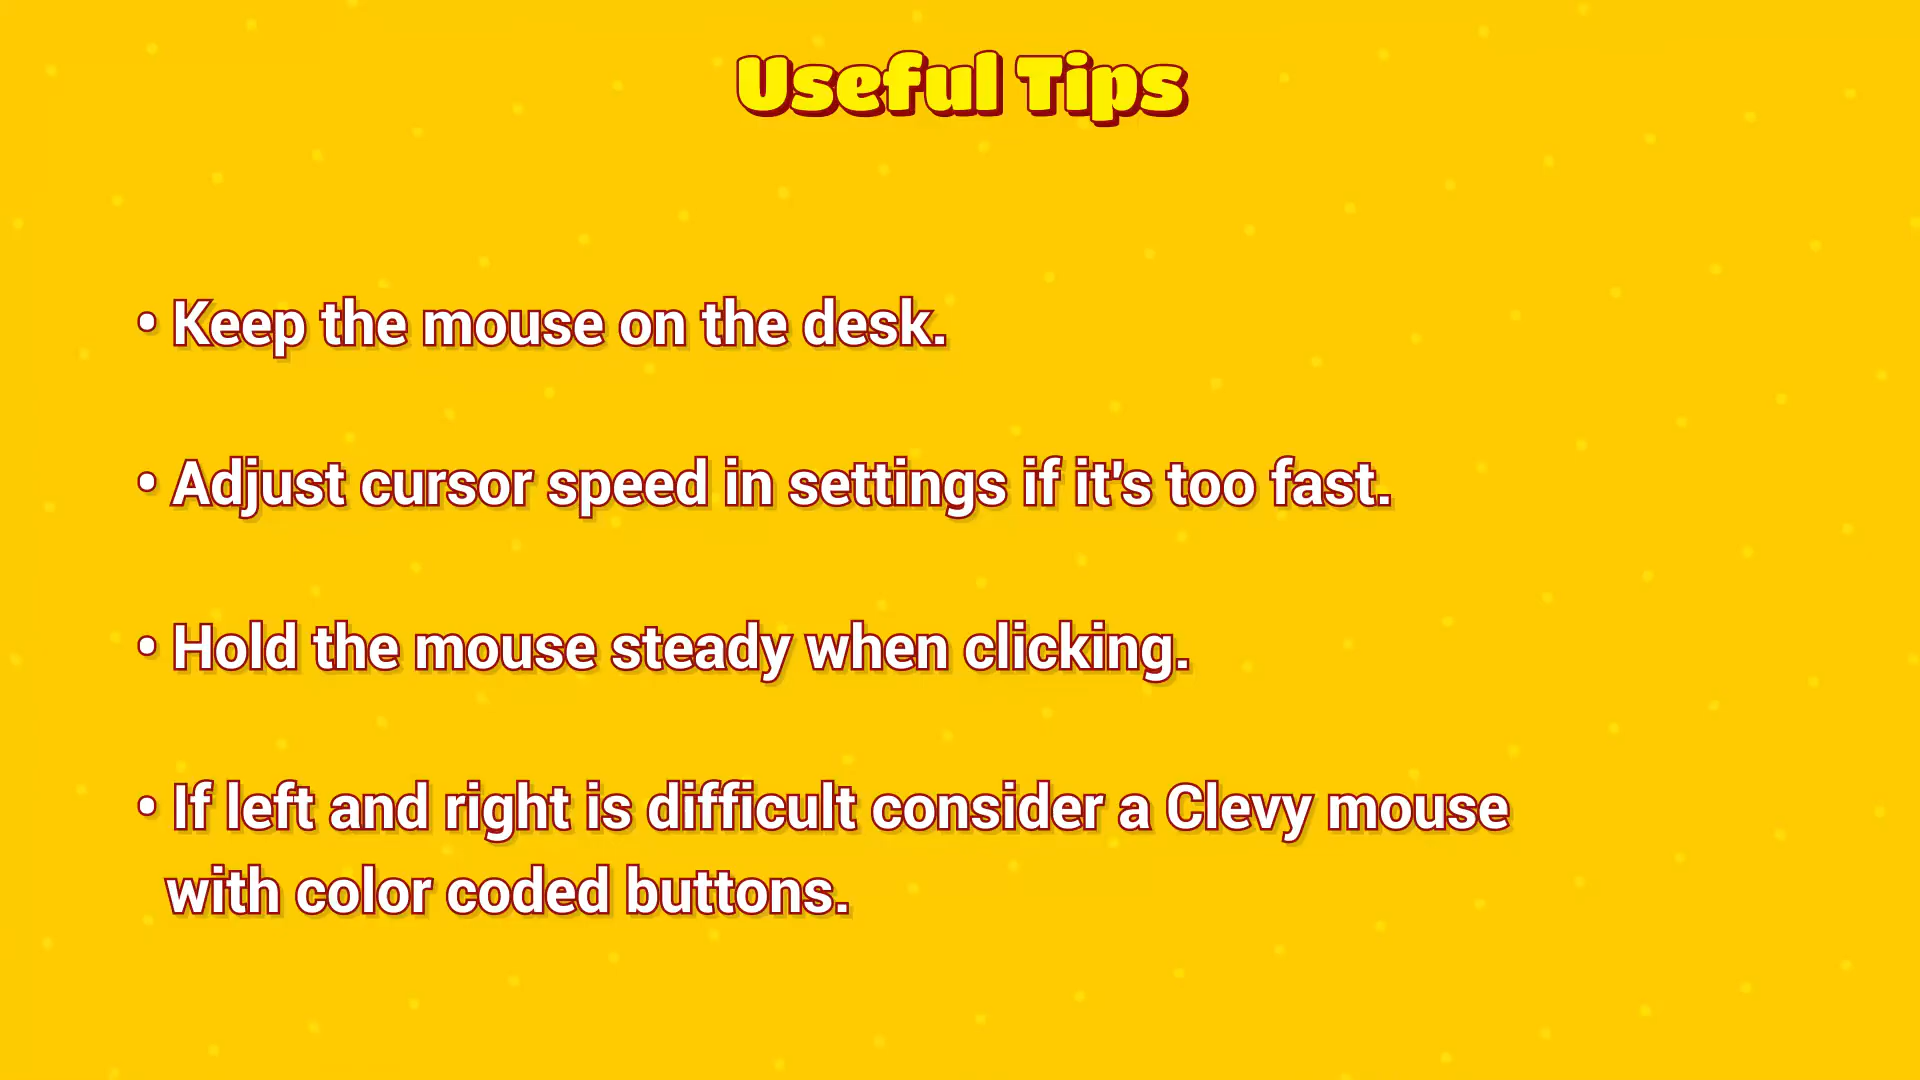 Useful Tips
• Keep the mouse on the desk.
• Adjust cursor speed in settings if it's too fast.
• Hold the mouse steady when clicking.
• If left and right is difficult consider a Clevy mouse
with color coded buttons.